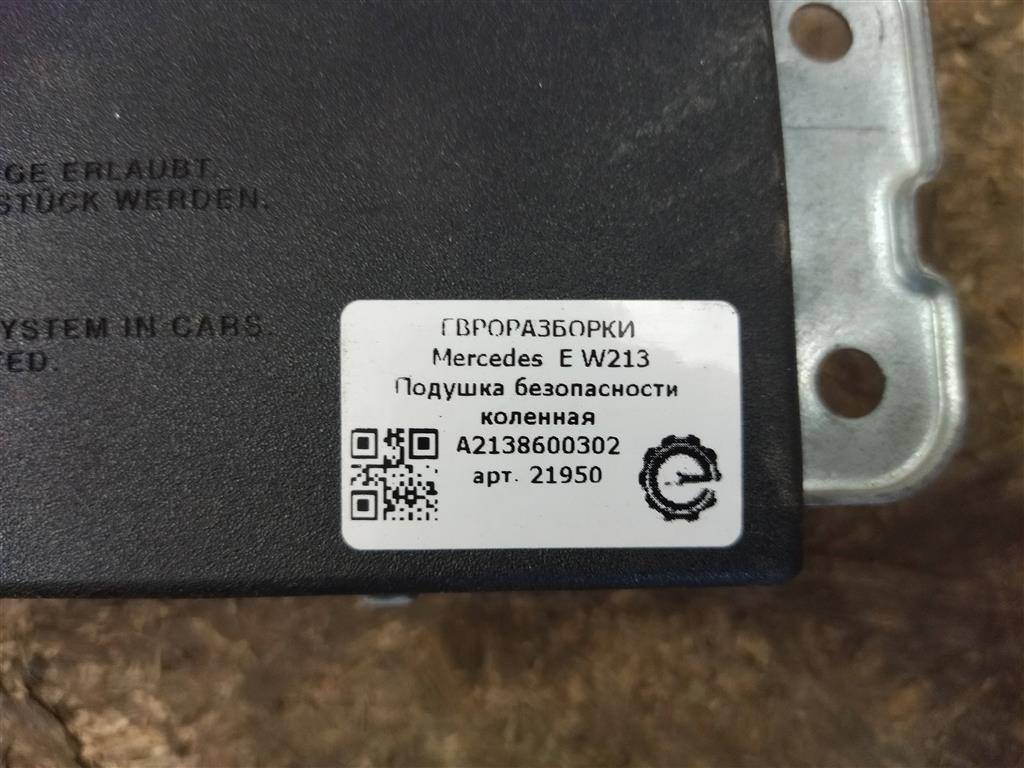 GE ERLAUBT.
STÜCK WERDEN.
YSTEM IN CARS.
ED.
ЕВРОРАЗБОРКИ
Mercedes E W213
Подушка безопасности
коленная
A2138600302
арт. 21950